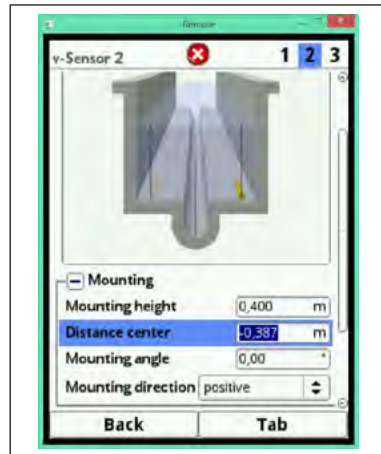 Remote
v-Sensor 2 1 2 3
Mounting
Mounting height 0,400 m
Distance center -0,387 m
Mounting angle 0,00 °
Mounting direction positive
Back Tab